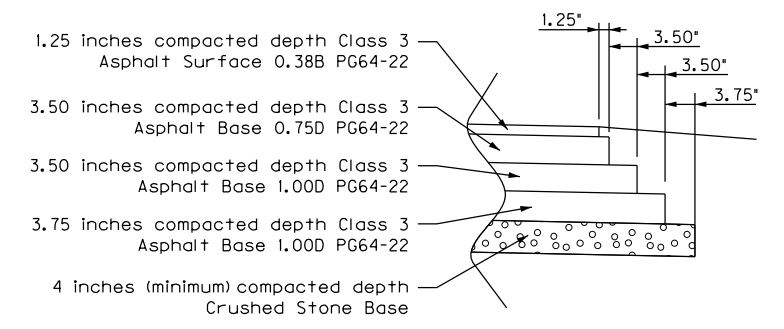 1.25 inches compacted depth Class 3
Asphalt Surface 0.38B PG64-22
3.50 inches compacted depth Class 3
Asphalt Base 0.75D PG64-22
3.50 inches compacted depth Class 3
Asphalt Base 1.00D PG64-22
3.75 inches compacted depth Class 3
Asphalt Base 1.00D PG64-22
4 inches (minimum) compacted depth
Crushed Stone Base
1.25"
3.50"
3.50"
3.75"